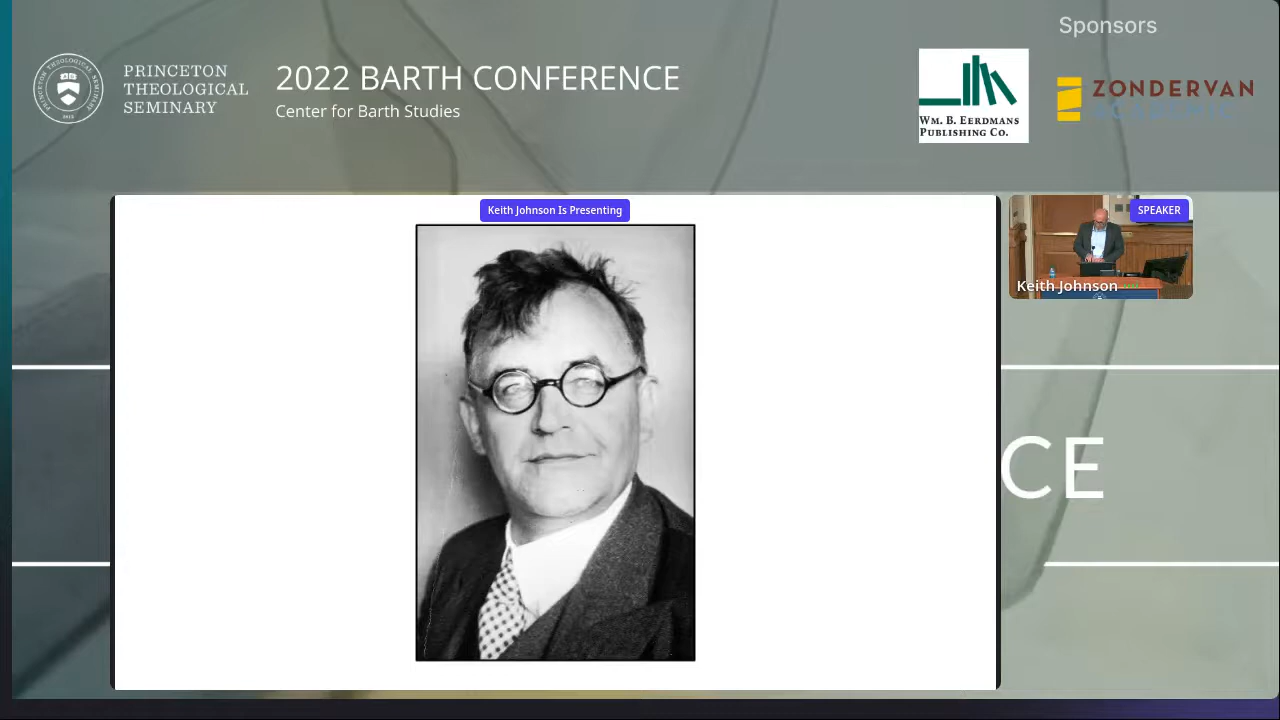 Sponsors
PRINCETON
THEOLOGICAL
SEMINARY
2022 BARTH CONFERENCE
Center for Barth Studies
WM. B. EERDMANS
PUBLISHING CO.
ZONDERVAN
ACADEMIC
Keith Johnson Is Presenting
SPEAKER
Keith Johnson
CE